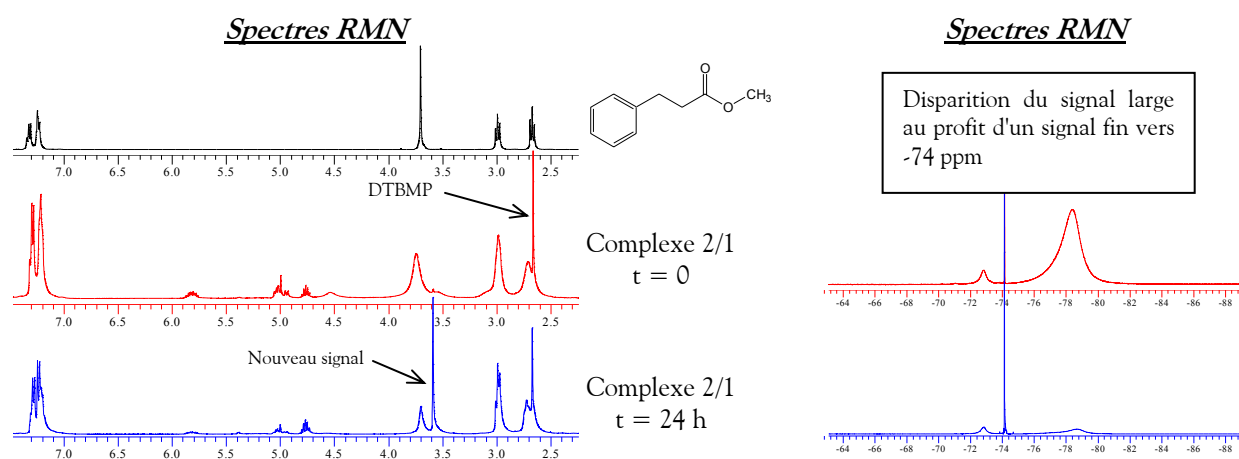 Spectres RMN
O
O
CH3
7.0 6.5 6.0 5.5 5.0 4.5 4.0 3.5 3.0 2.5
DTBMP
Complexe 2/1
t = 0
7.0 6.5 6.0 5.5 5.0 4.5 4.0 3.5 3.0 2.5
Nouveau signal
Complexe 2/1
t = 24 h
7.0 6.5 6.0 5.5 5.0 4.5 4.0 3.5 3.0 2.5
Spectres RMN
Disparition du signal large
au profit d'un signal fin vers
-74 ppm
-64 -66 -68 -70 -72 -74 -76 -78 -80 -82 -84 -86 -88
-64 -66 -68 -70 -72 -74 -76 -78 -80 -82 -84 -86 -88